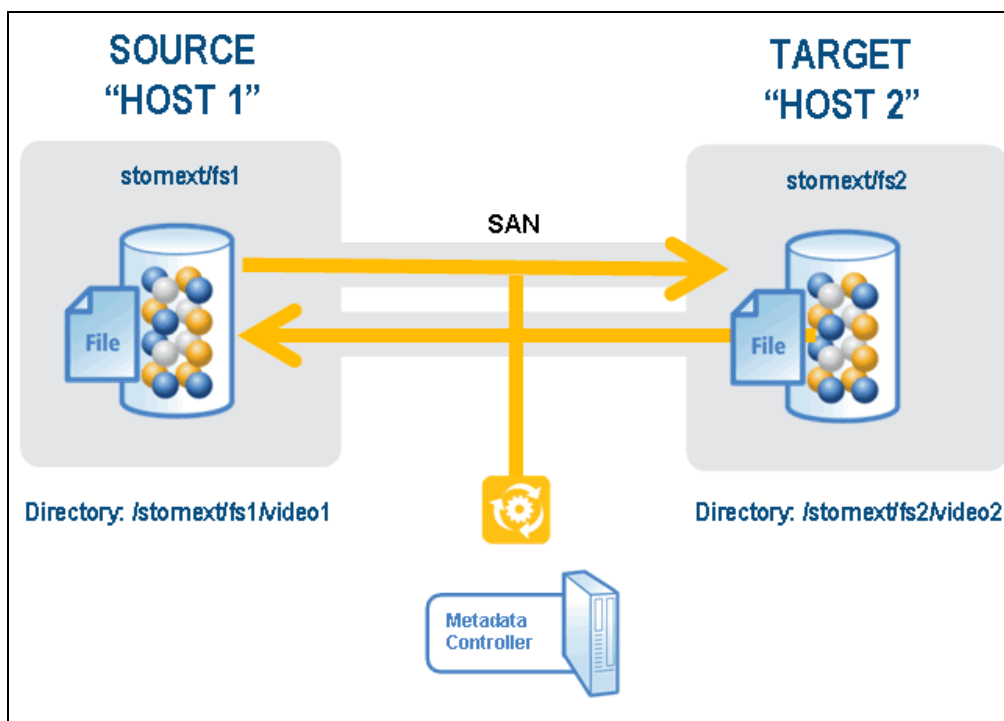 SOURCE
“HOST 1”
TARGET
“HOST 2”
stornext/fs1
stornext/fs2
SAN
File
File
Directory: /stornext/fs1/video1
Directory: /stornext/fs2/video2
Metadata
Controller